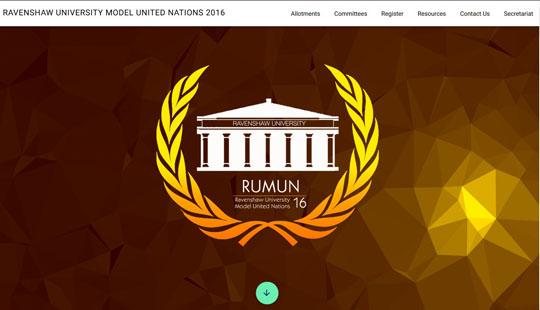 RAVENSHAW UNIVERSITY MODEL UNITED NATIONS 2016
Allotments Committees Register Resources Contact Us Secretariat
RAVENSHAW UNIVERSITY
RUMUN
Ravenshaw University
Model United Nations 16